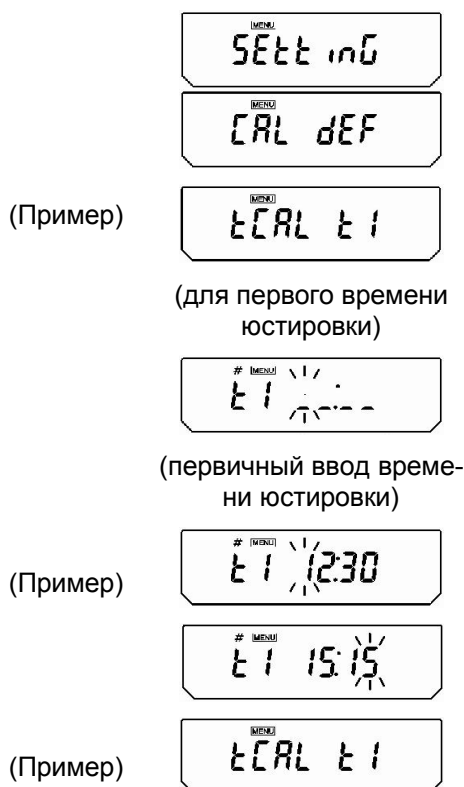 MENU
SEtt inG
MENU
CAL dEF
(Пример)
MENU
tCAL t1
(для первого времени
юстировки)
# MENU
t1 --:--
(первичный ввод време-
ни юстировки)
(Пример)
# MENU
t1 12:30
# MENU
t1 15:15
(Пример)
MENU
tCAL t1